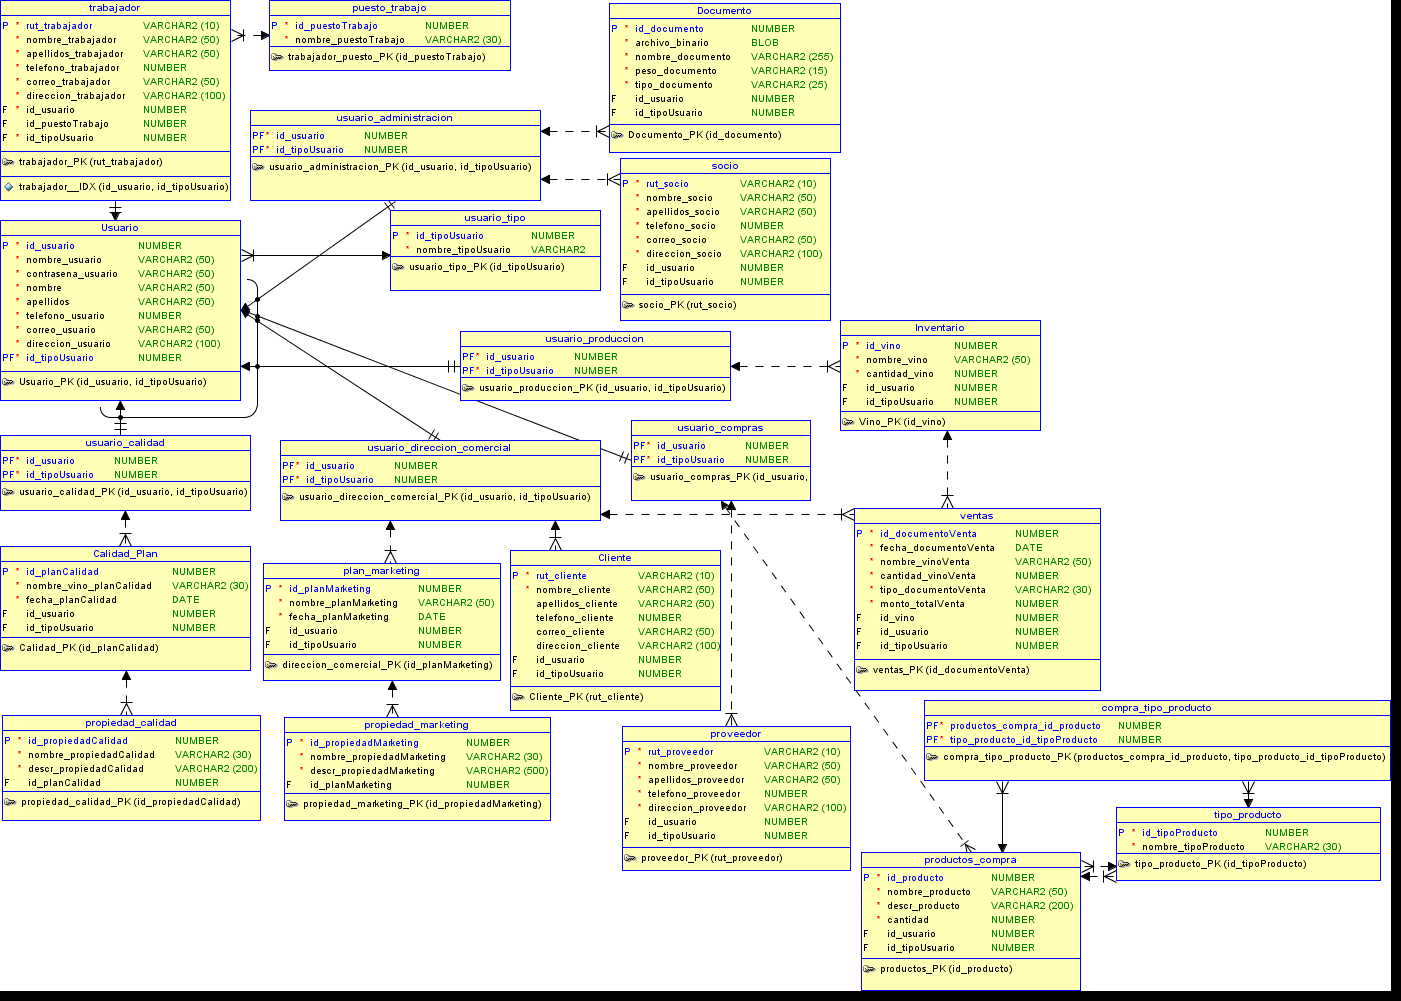 trabajador
P * rut_trabajador VARCHAR2 (10)
* nombre_trabajador VARCHAR2 (50)
* apellidos_trabajador VARCHAR2 (50)
* telefono_trabajador NUMBER
* correo_trabajador VARCHAR2 (50)
* direccion_trabajador VARCHAR2 (100)
F * id_usuario NUMBER
F * id_puestoTrabajo NUMBER
F * id_tipoUsuario NUMBER
trabajador_PK (rut_trabajador)
trabajador__IDX (id_usuario, id_tipoUsuario)
puesto_trabajo
P * id_puestoTrabajo NUMBER
* nombre_puestoTrabajo VARCHAR2 (30)
trabajador_puesto_PK (id_puestoTrabajo)
Documento
P * id_documento NUMBER
* archivo_binario BLOB
* nombre_documento VARCHAR2 (255)
* peso_documento VARCHAR2 (15)
* tipo_documento VARCHAR2 (25)
F id_usuario NUMBER
F id_tipoUsuario NUMBER
Documento_PK (id_documento)
usuario_administracion
PF* id_usuario NUMBER
PF* id_tipoUsuario NUMBER
usuario_administracion_PK (id_usuario, id_tipoUsuario)
socio
P * rut_socio VARCHAR2 (10)
* nombre_socio VARCHAR2 (50)
* apellidos_socio VARCHAR2 (50)
* telefono_socio NUMBER
* correo_socio VARCHAR2 (50)
* direccion_socio VARCHAR2 (100)
F id_usuario NUMBER
F id_tipoUsuario NUMBER
socio_PK (rut_socio)
Usuario
P * id_usuario NUMBER
* nombre_usuario VARCHAR2 (50)
* contrasena_usuario VARCHAR2 (50)
* nombre VARCHAR2 (50)
* apellidos VARCHAR2 (50)
* telefono_usuario NUMBER
* correo_usuario VARCHAR2 (50)
* direccion_usuario VARCHAR2 (100)
PF* id_tipoUsuario NUMBER
Usuario_PK (id_usuario, id_tipoUsuario)
usuario_tipo
P * id_tipoUsuario NUMBER
* nombre_tipoUsuario VARCHAR2
usuario_tipo_PK (id_tipoUsuario)
usuario_produccion
PF* id_usuario NUMBER
PF* id_tipoUsuario NUMBER
usuario_produccion_PK (id_usuario, id_tipoUsuario)
Inventario
P * id_vino NUMBER
* nombre_vino VARCHAR2 (50)
* cantidad_vino NUMBER
F id_usuario NUMBER
F id_tipoUsuario NUMBER
Vino_PK (id_vino)
usuario_calidad
PF* id_usuario NUMBER
PF* id_tipoUsuario NUMBER
usuario_calidad_PK (id_usuario, id_tipoUsuario)
usuario_direccion_comercial
PF* id_usuario NUMBER
PF* id_tipoUsuario NUMBER
usuario_direccion_comercial_PK (id_usuario, id_tipoUsuario)
usuario_compras
PF* id_usuario NUMBER
PF* id_tipoUsuario NUMBER
usuario_compras_PK (id_usuario,
ventas
P * id_documentoVenta NUMBER
* fecha_documentoVenta DATE
* nombre_vinoVenta VARCHAR2 (50)
* cantidad_vinoVenta NUMBER
* tipo_documentoVenta VARCHAR2 (30)
* monto_totalVenta NUMBER
F id_vino NUMBER
F id_usuario NUMBER
F id_tipoUsuario NUMBER
ventas_PK (id_documentoVenta)
Calidad_Plan
P * id_planCalidad NUMBER
* nombre_vino_planCalidad VARCHAR2 (30)
* fecha_planCalidad DATE
F id_usuario NUMBER
F id_tipoUsuario NUMBER
Calidad_PK (id_planCalidad)
plan_marketing
P * id_planMarketing NUMBER
* nombre_planMarketing VARCHAR2 (50)
* fecha_planMarketing DATE
F id_usuario NUMBER
F id_tipoUsuario NUMBER
direccion_comercial_PK (id_planMarketing)
Cliente
P * rut_cliente VARCHAR2 (10)
* nombre_cliente VARCHAR2 (50)
apellidos_cliente VARCHAR2 (50)
telefono_cliente NUMBER
correo_cliente VARCHAR2 (50)
direccion_cliente VARCHAR2 (100)
F id_usuario NUMBER
F id_tipoUsuario NUMBER
Cliente_PK (rut_cliente)
propiedad_calidad
P * id_propiedadCalidad NUMBER
* nombre_propiedadCalidad VARCHAR2 (30)
* descr_propiedadCalidad VARCHAR2 (200)
F id_planCalidad NUMBER
propiedad_calidad_PK (id_propiedadCalidad)
propiedad_marketing
P * id_propiedadMarketing NUMBER
* nombre_propiedadMarketing VARCHAR2 (30)
* descr_propiedadMarketing VARCHAR2 (500)
F id_planMarketing NUMBER
propiedad_marketing_PK (id_propiedadMarketing)
proveedor
P * rut_proveedor VARCHAR2 (10)
* nombre_proveedor VARCHAR2 (50)
* apellidos_proveedor VARCHAR2 (50)
* telefono_proveedor NUMBER
* direccion_proveedor VARCHAR2 (100)
F id_usuario NUMBER
F id_tipoUsuario NUMBER
proveedor_PK (rut_proveedor)
compra_tipo_producto
PF* productos_compra_id_producto NUMBER
PF* tipo_producto_id_tipoProducto NUMBER
compra_tipo_producto_PK (productos_compra_id_producto, tipo_producto_id_tipoProducto)
tipo_producto
P * id_tipoProducto NUMBER
* nombre_tipoProducto VARCHAR2 (30)
tipo_producto_PK (id_tipoProducto)
productos_compra
P * id_producto NUMBER
* nombre_producto VARCHAR2 (50)
* descr_producto VARCHAR2 (200)
* cantidad NUMBER
F id_usuario NUMBER
F id_tipoUsuario NUMBER
productos_PK (id_producto)